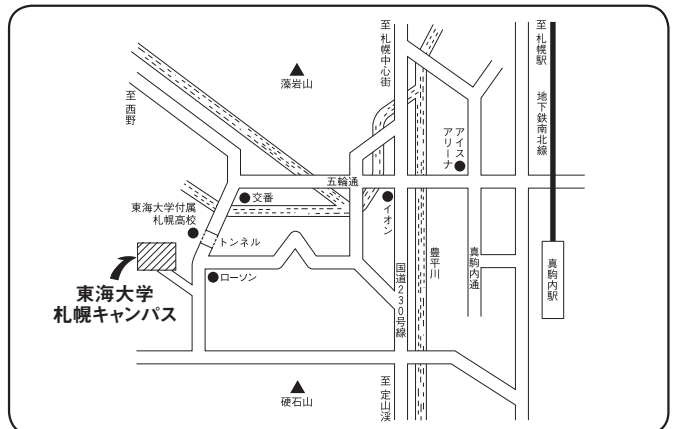 至札幌中心街
至札幌駅
地下鉄南北線
藻岩山
至西野
アイス
アリーナ
五輪通
交番
東海大学付属
札幌高校
イオン
トンネル
豊平川
真駒内通
国道230号線
真駒内駅
ローソン
東海大学
札幌キャンパス
硬石山
至定山渓